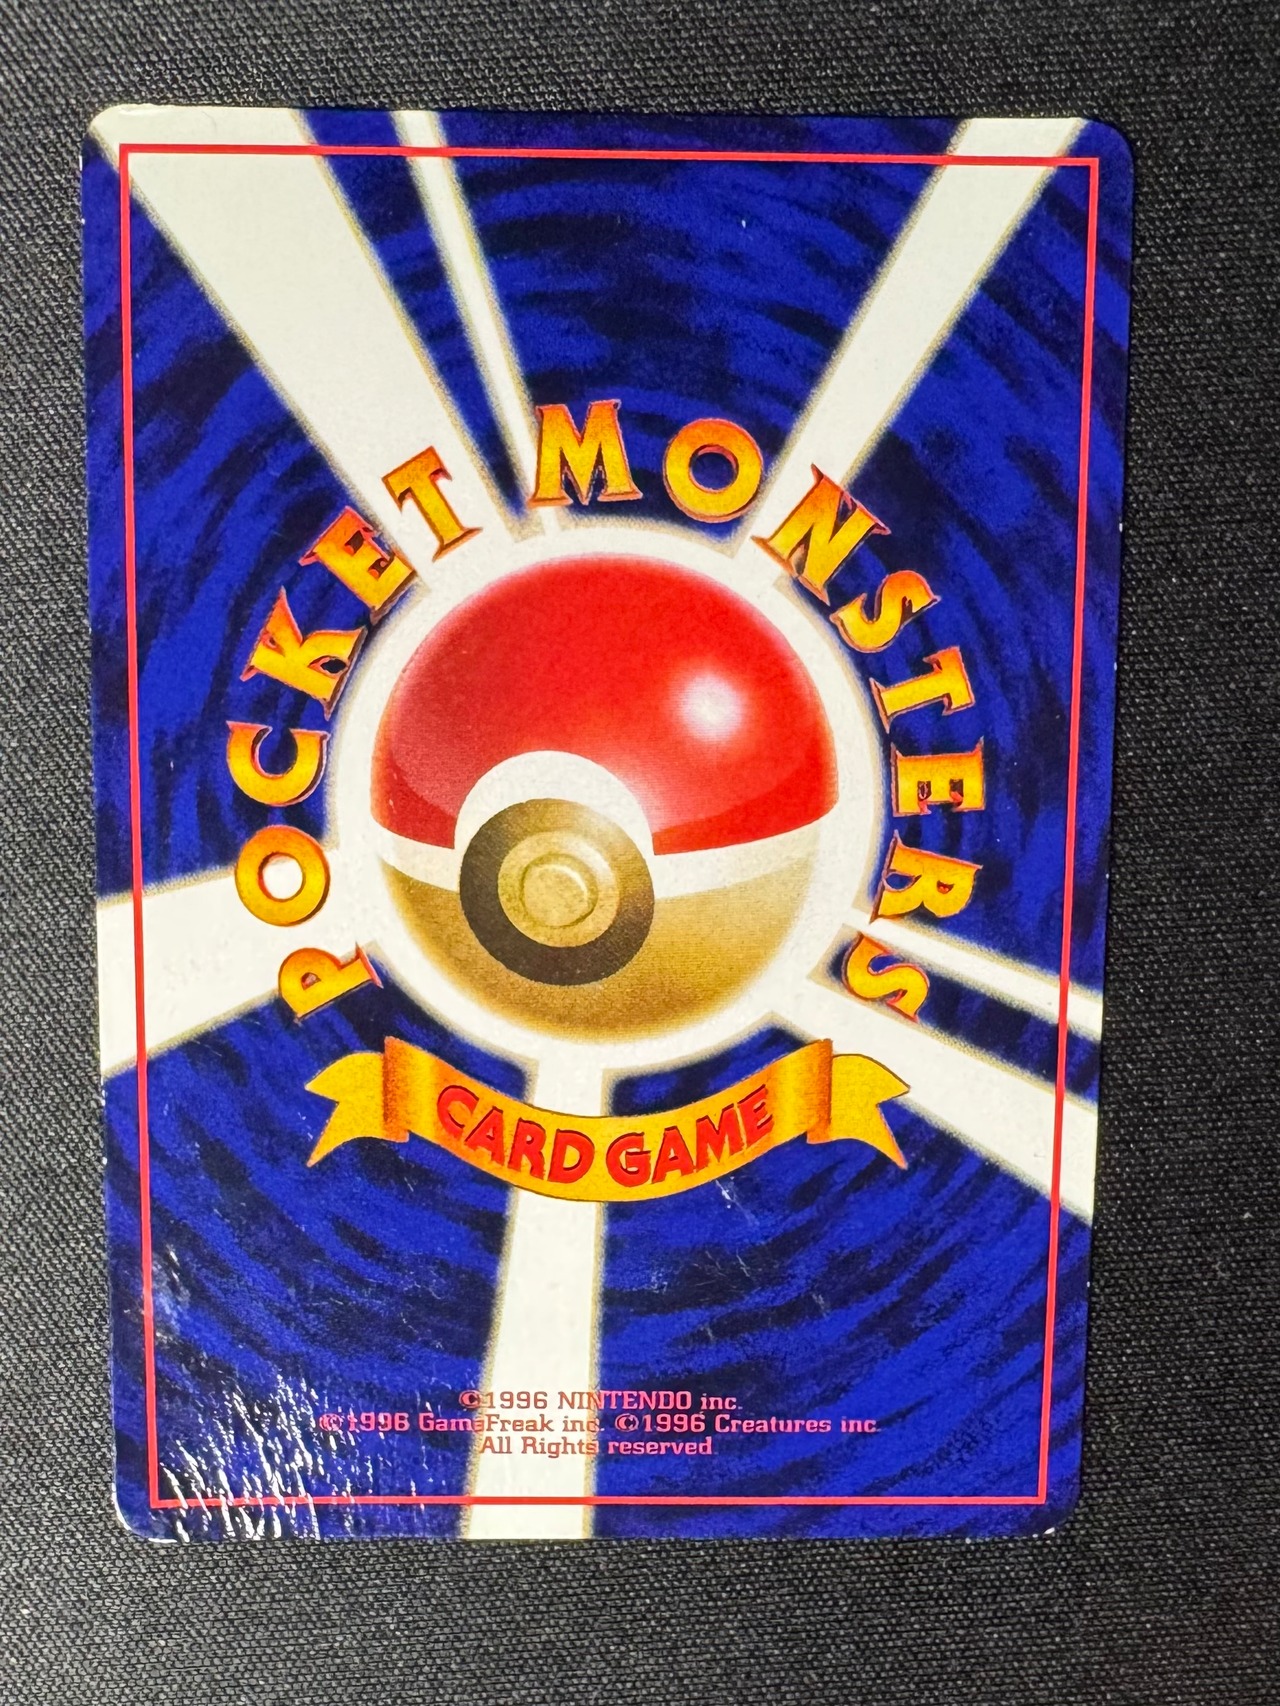 POCKET MONSTERS
CARD GAME
©1996 NINTENDO inc.
©1996 GameFreak inc. ©1996 Creatures inc.
All Rights reserved.